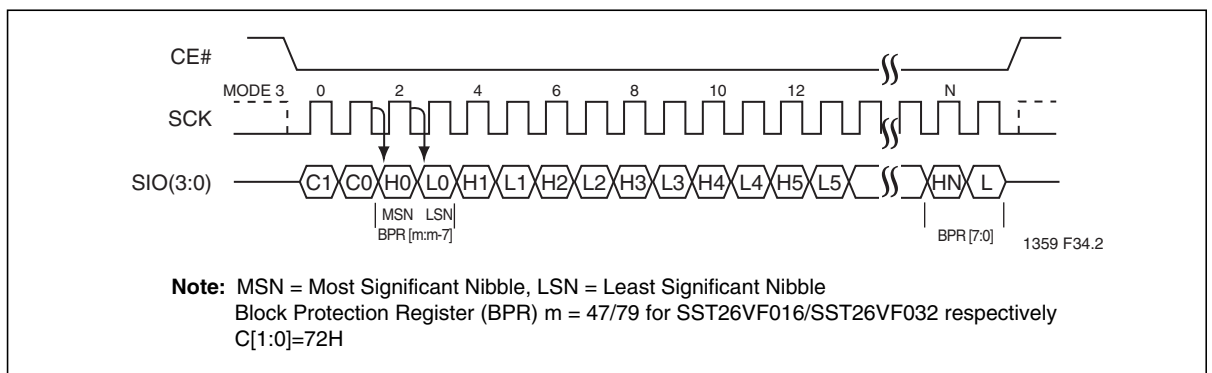 CE#
MODE 3 0 2 4 6 8 10 12 N
SCK
SIO(3:0) C1 C0 H0 L0 H1 L1 H2 L2 H3 L3 H4 L4 H5 L5 HN L
MSN LSN
BPR [m:m-7] BPR [7:0]
1359 F34.2
Note: MSN = Most Significant Nibble, LSN = Least Significant Nibble
Block Protection Register (BPR) m = 47/79 for SST26VF016/SST26VF032 respectively
C[1:0]=72H